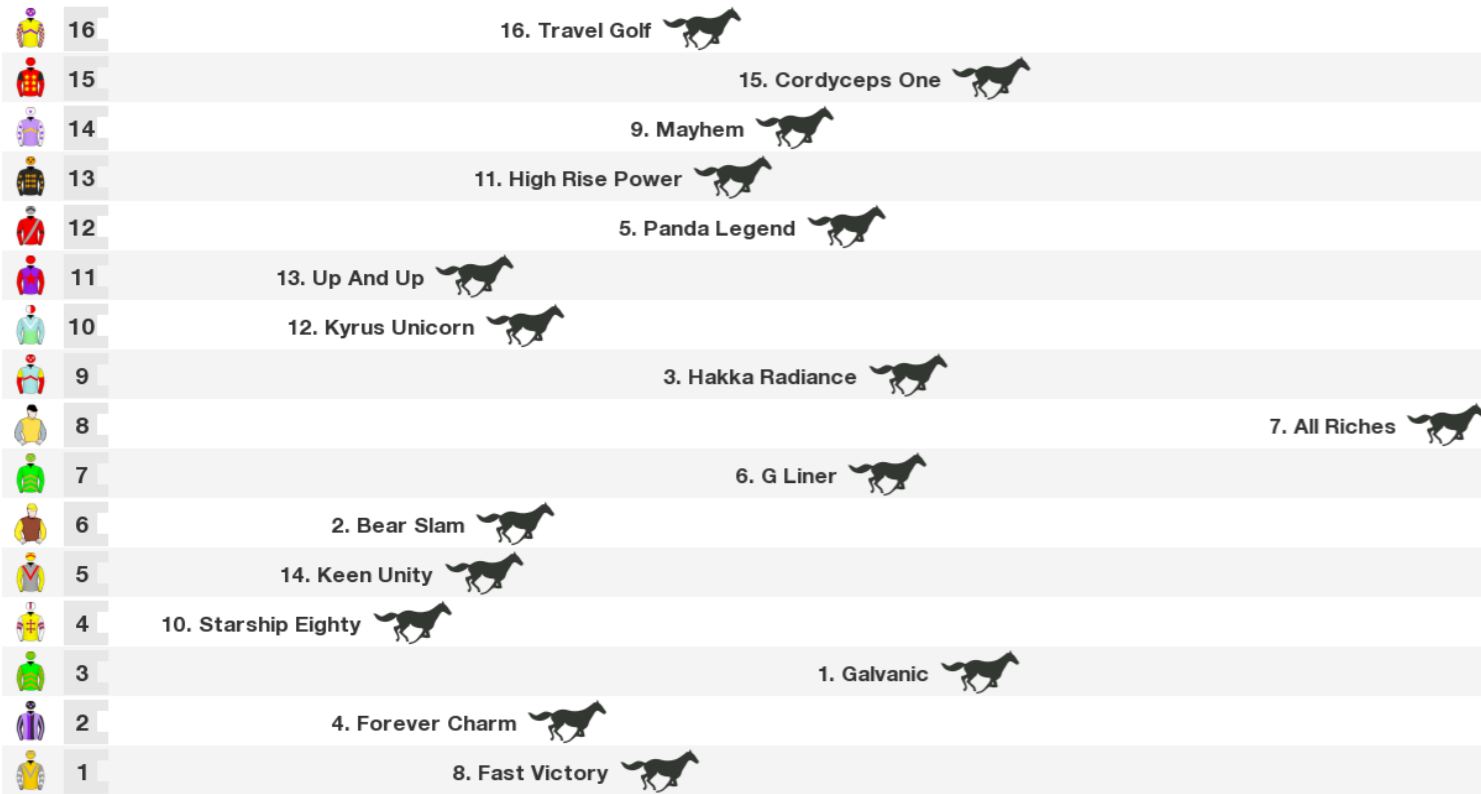 16 16. Travel Golf
15 15. Cordyceps One
14 9. Mayhem
13 11. High Rise Power
12 5. Panda Legend
11 13. Up And Up
10 12. Kyrus Unicorn
9 3. Hakka Radiance
8 7. All Riches
7 6. G Liner
6 2. Bear Slam
5 14. Keen Unity
4 10. Starship Eighty
3 1. Galvanic
2 4. Forever Charm
1 8. Fast Victory